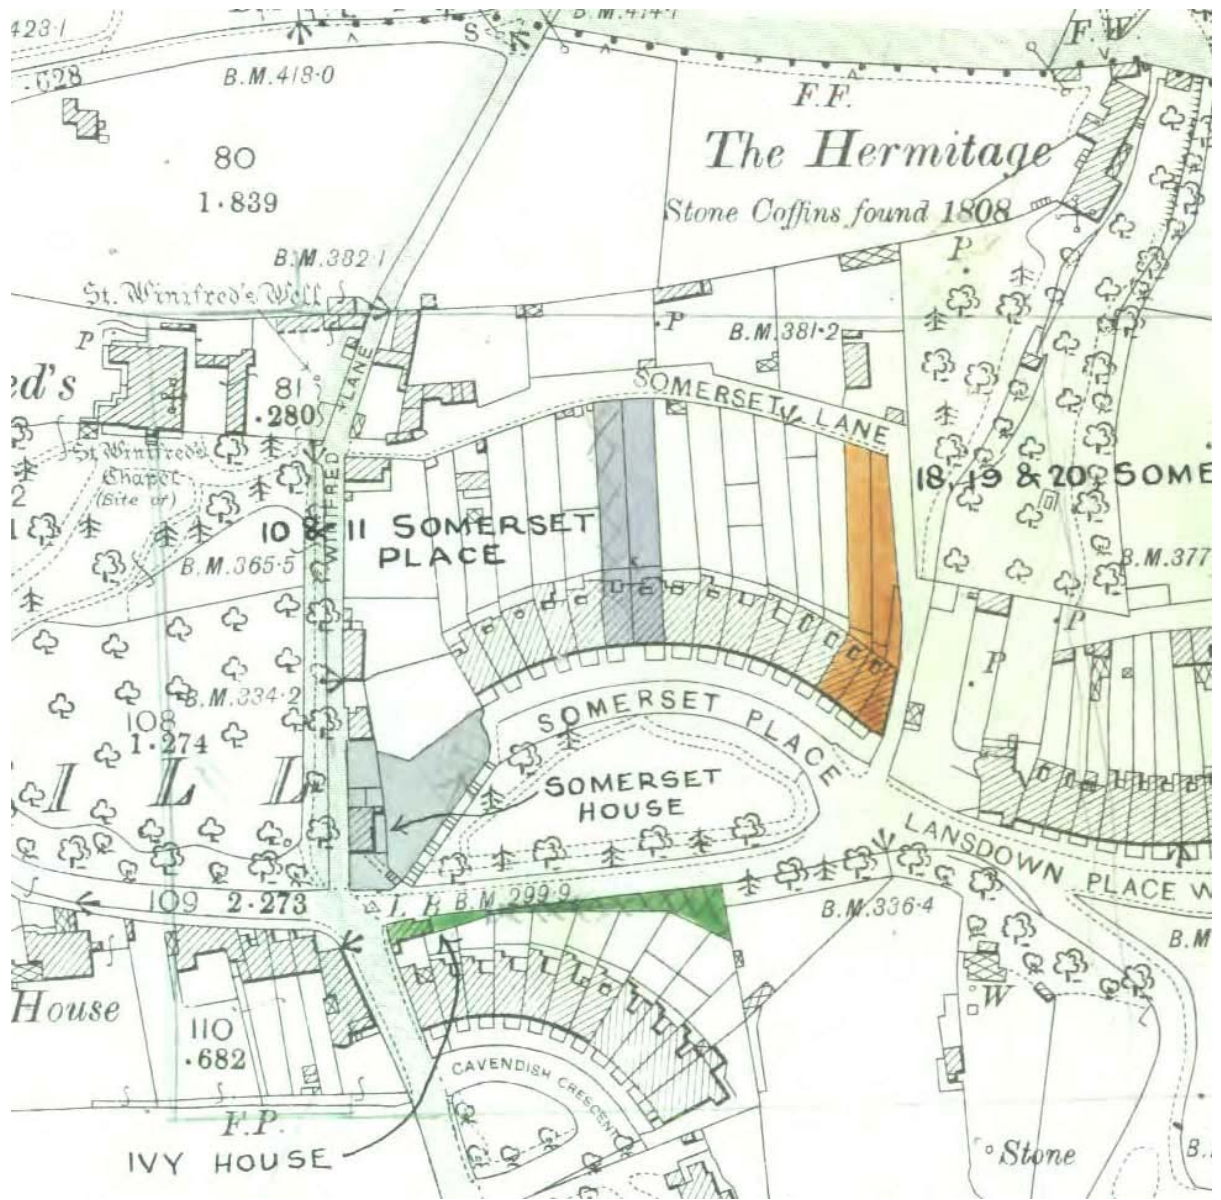 423·1
B.M.414·1
S
F.W.
·628
B.M.418·0
F.F.
80
The Hermitage
1·839
Stone Coffins found 1808
B.M.382·1
P
St. Winifred's Well
P
B.M.381·2
P
ed's
81
·280
LANE
SOMERSET LANE
St. Winifred's
Chapel
(Site of)
WINIFRED
18, 19 & 20 SOME
10 & 11 SOMERSET
PLACE
B.M.365·5
B.M.377
P
P
B.M.334·2
108
1·274
SOMERSET PLACE
ILL
SOMERSET
HOUSE
LANSDOWN PLACE W
109 2·273
L B B.M.299·9
B.M.336·4
B.M
House
W
110
·682
CAVENDISH CRESCENT
F.P.
IVY HOUSE
Stone
B.